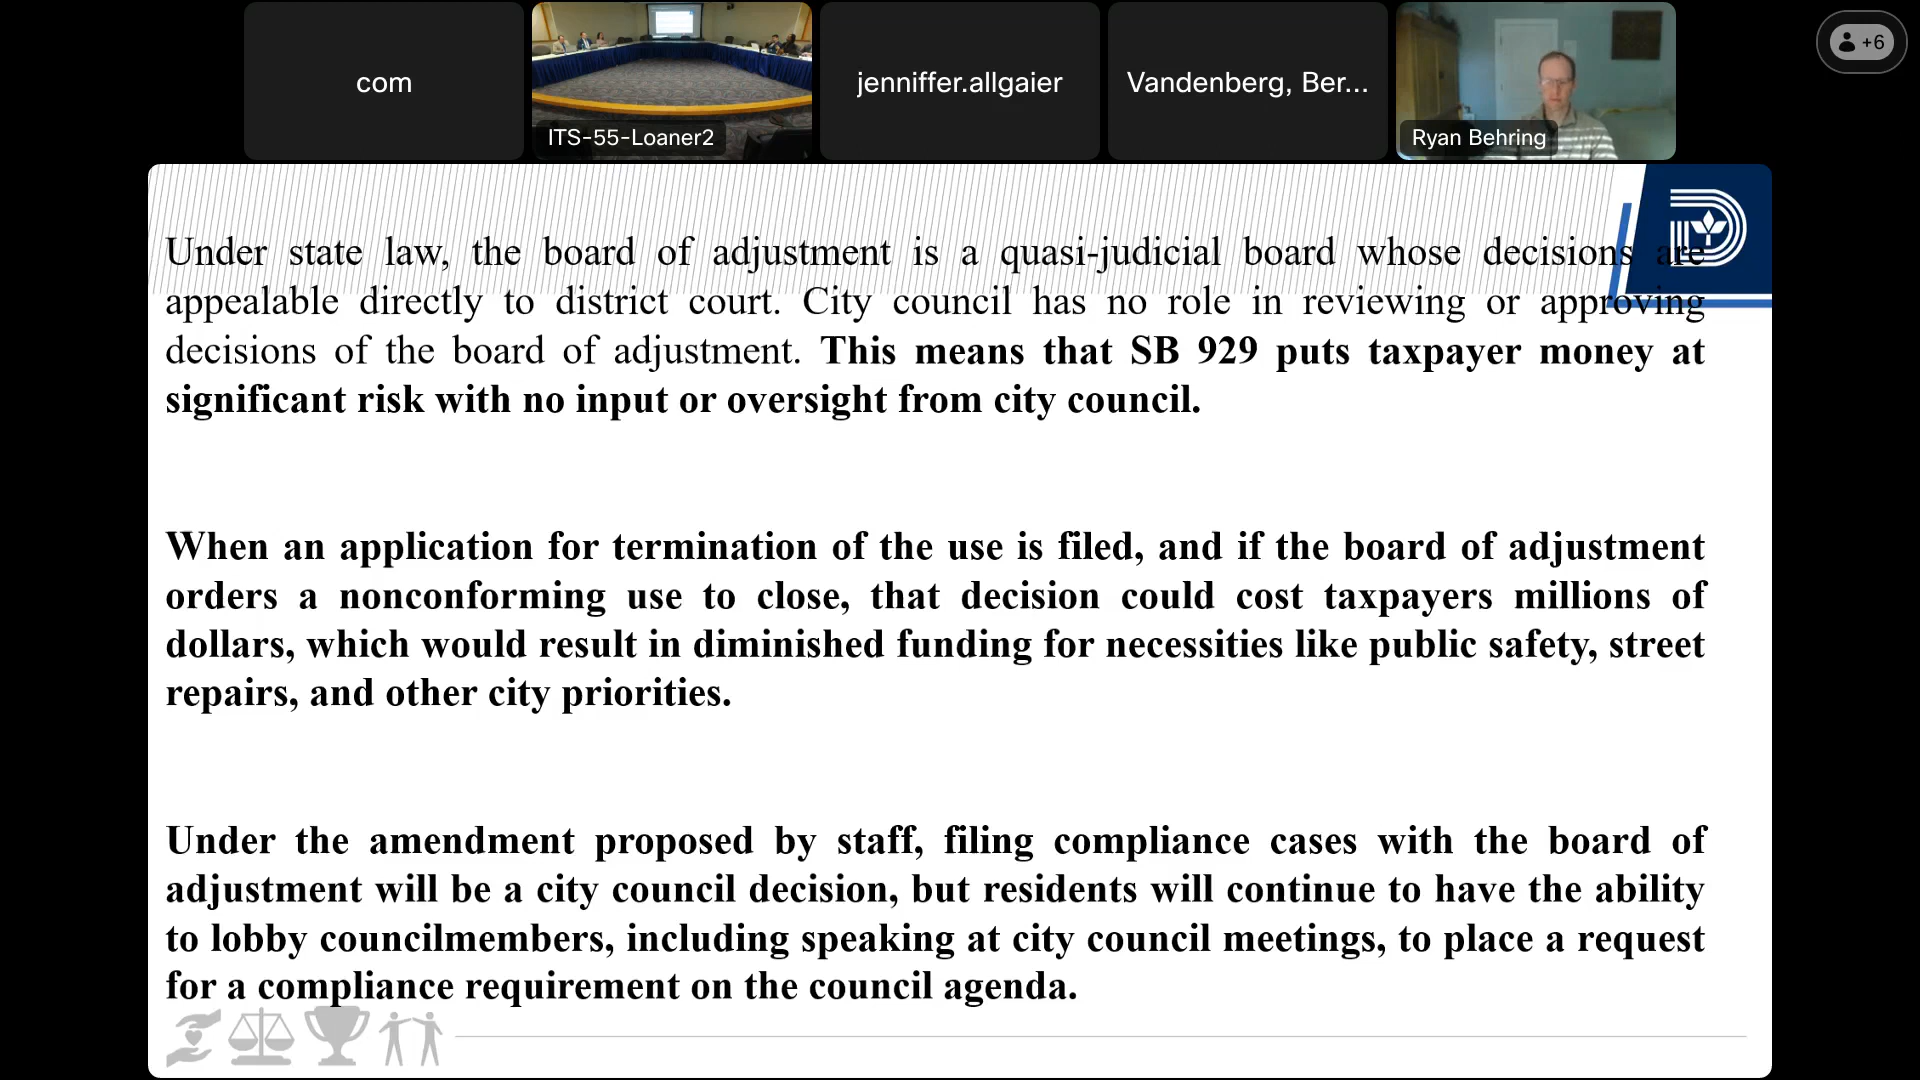 com
ITS-55-Loaner2
jenniffer.allgaier
Vandenberg, Ber...
Ryan Behring
+6
Under state law, the board of adjustment is a quasi-judicial board whose decisions are
appealable directly to district court. City council has no role in reviewing or approving
decisions of the board of adjustment. This means that SB 929 puts taxpayer money at
significant risk with no input or oversight from city council.
When an application for termination of the use is filed, and if the board of adjustment
orders a nonconforming use to close, that decision could cost taxpayers millions of
dollars, which would result in diminished funding for necessities like public safety, street
repairs, and other city priorities.
Under the amendment proposed by staff, filing compliance cases with the board of
adjustment will be a city council decision, but residents will continue to have the ability
to lobby councilmembers, including speaking at city council meetings, to place a request
for a compliance requirement on the council agenda.